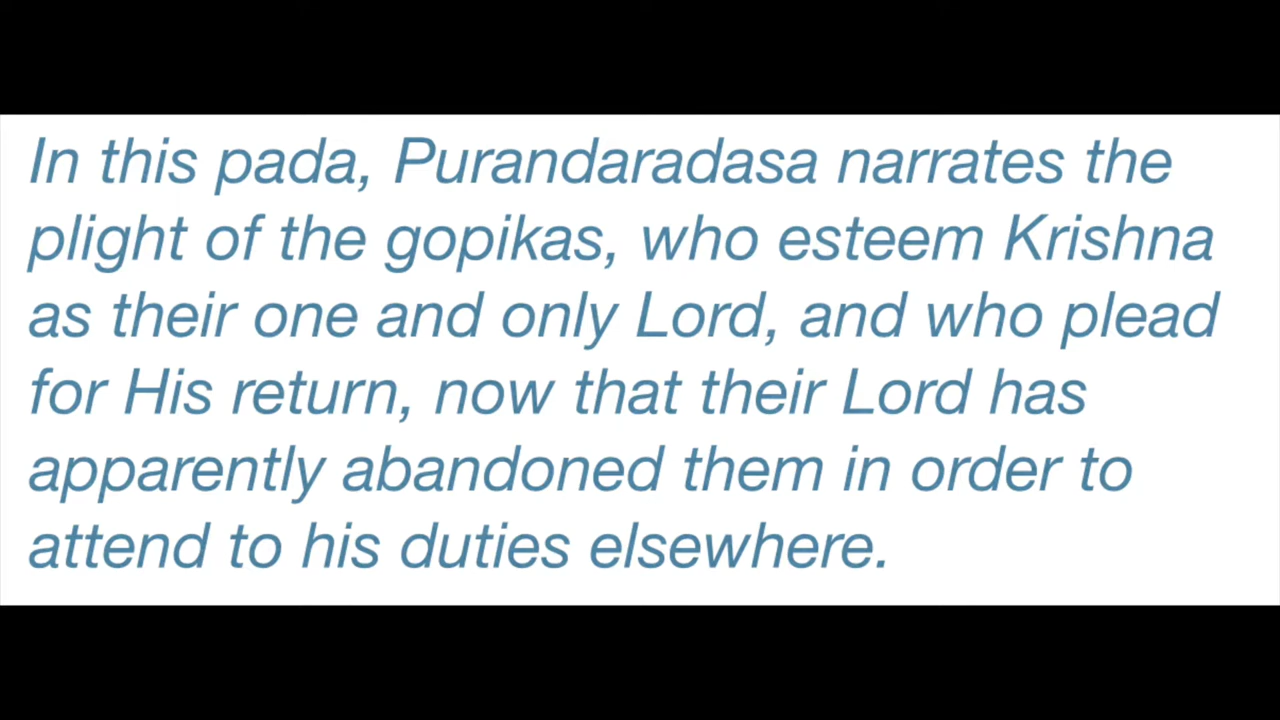 In this pada, Purandaradasa narrates the
plight of the gopikas, who esteem Krishna
as their one and only Lord, and who plead
for His return, now that their Lord has
apparently abandoned them in order to
attend to his duties elsewhere.